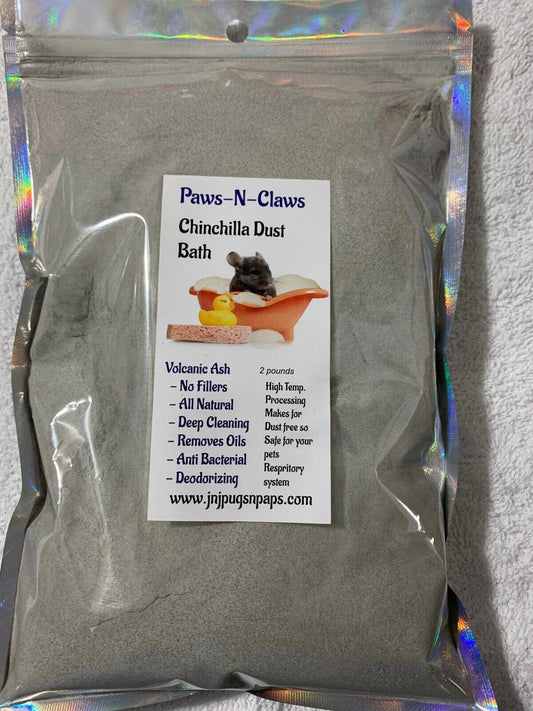 Paws-N-Claws
Chinchilla Dust
Bath
Volcanic Ash
– No Fillers
– All Natural
– Deep Cleaning
– Removes Oils
– Anti Bacterial
– Deodorizing
2 pounds
High Temp.
Processing
Makes for
Dust free so
Safe for your
pets
Respritory
system
www.jnjpugsnpaps.com